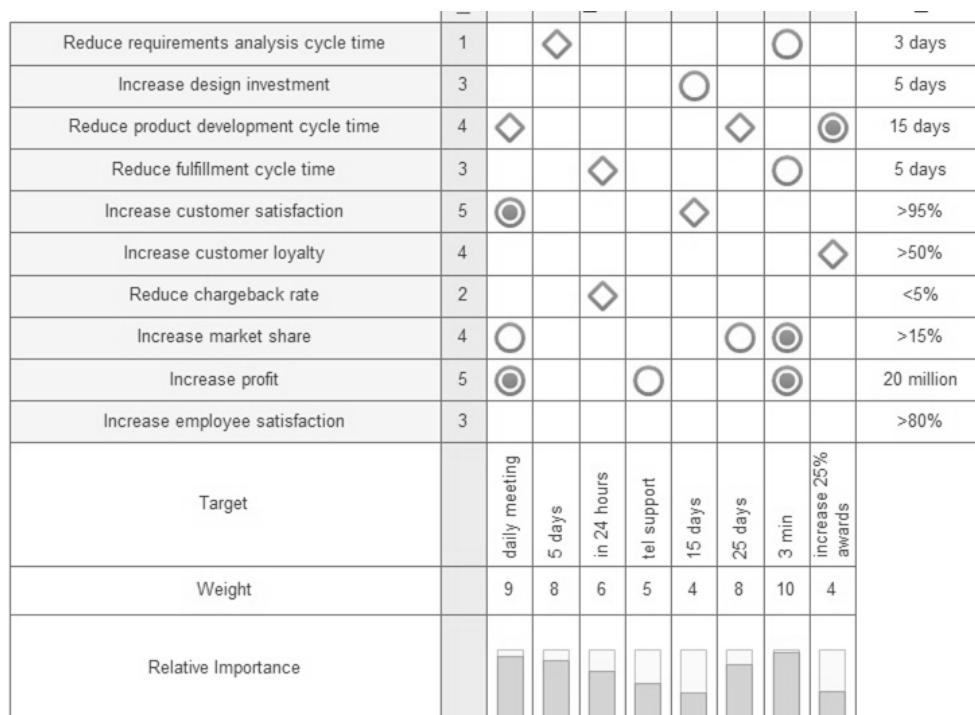 Reduce requirements analysis cycle time 1 3 days
Increase design investment 3 5 days
Reduce product development cycle time 4 15 days
Reduce fulfillment cycle time 3 5 days
Increase customer satisfaction 5 >95%
Increase customer loyalty 4 >50%
Reduce chargeback rate 2 <5%
Increase market share 4 >15%
Increase profit 5 20 million
Increase employee satisfaction 3 >80%
Target
daily meeting
5 days
in 24 hours
tel support
15 days
25 days
3 min
increase 25%
awards
Weight 9 8 6 5 4 8 10 4
Relative Importance